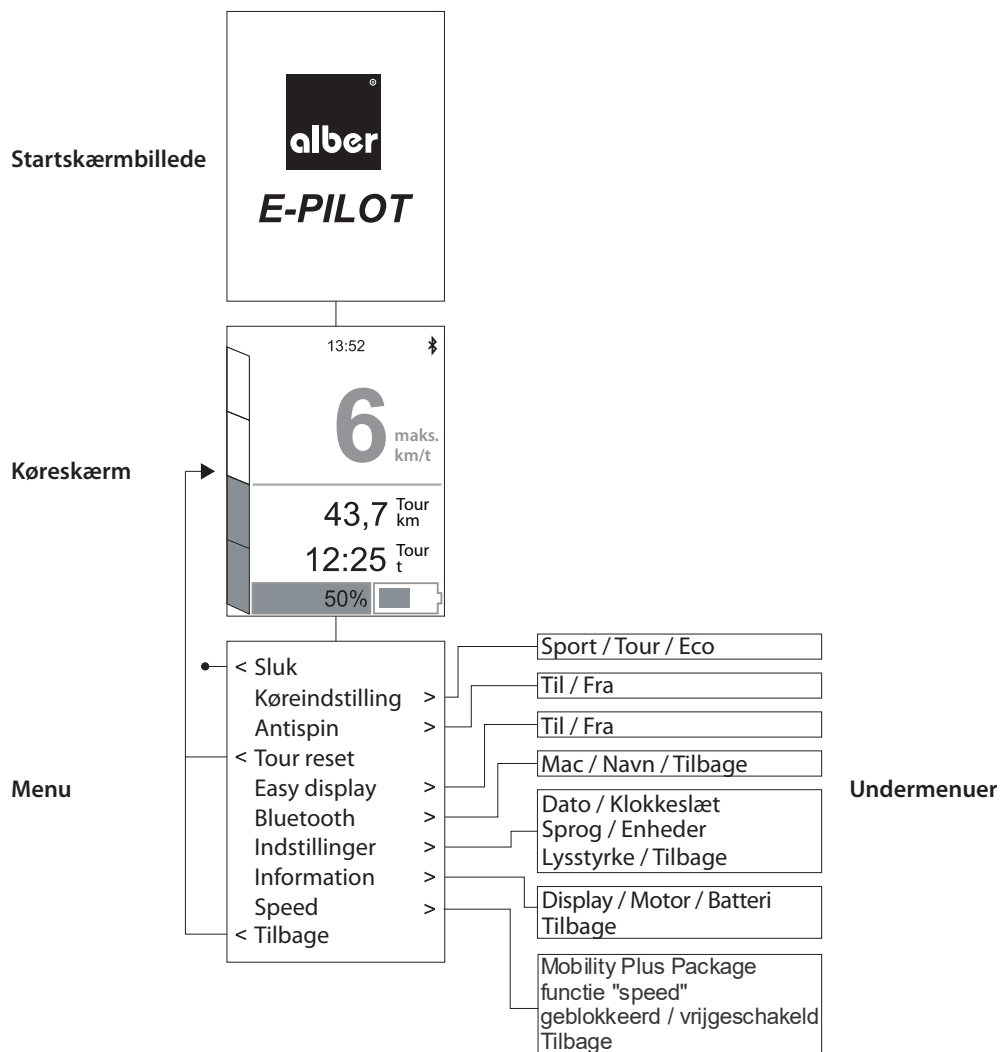 Startskærmbillede
alber
E-PILOT
Køreskærm
13:52
6 maks. km/t
43,7 Tour km
12:25 Tour t
50%
Menu
< Sluk
Køreindstilling >
Antispin >
< Tour reset
Easy display >
Bluetooth >
Indstillinger >
Information >
Speed >
< Tilbage
Undermenuer
Sport / Tour / Eco
Til / Fra
Til / Fra
Mac / Navn / Tilbage
Dato / Klokkeslæt
Sprog / Enheder
Lysstyrke / Tilbage
Display / Motor / Batteri
Tilbage
Mobility Plus Package
functie "speed"
geblokkeerd / vrijgeschakeld
Tilbage